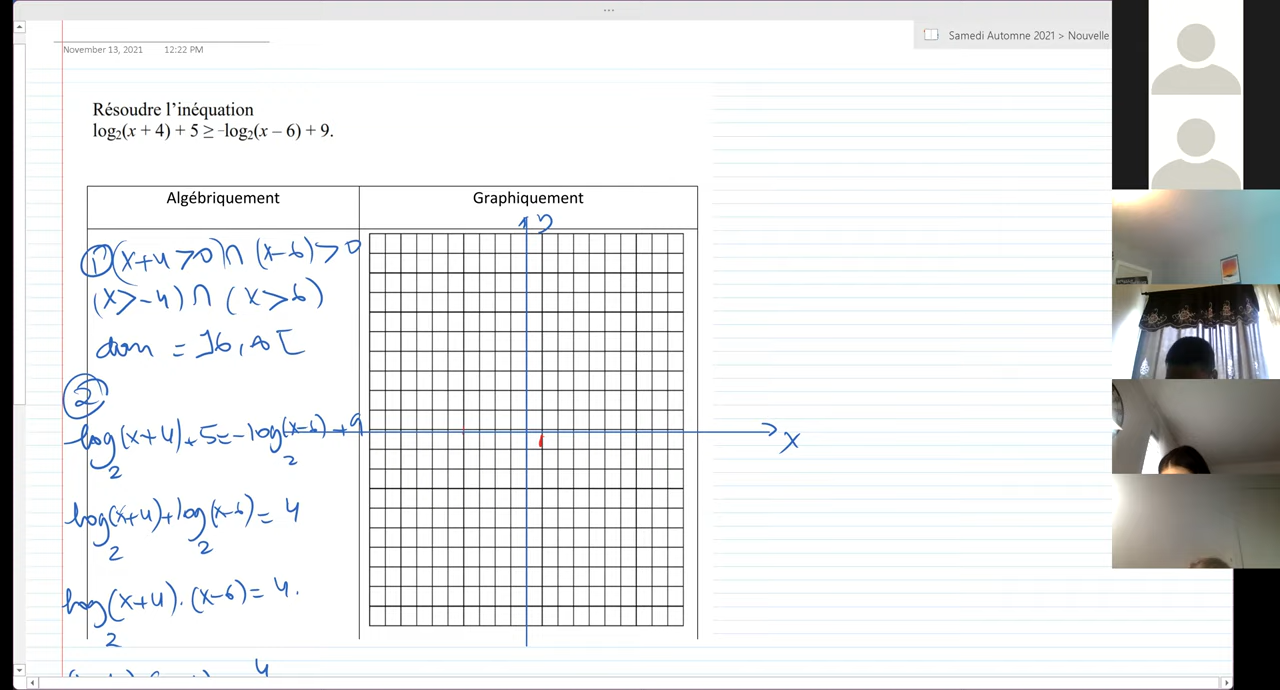 ...
Samedi Automne 2021 > Nouvelle
November 13, 2021 12:22 PM
Résoudre l'inéquation
log₂(x + 4) + 5 ≥ -log₂(x – 6) + 9.
Algébriquement
Graphiquement
① (x+4>0)∩(x-6)>0
(x>-4)∩(x>6)
dom = ]6,∞[
②
log₂(x+4)+5=-log₂(x-6)+9
log₂(x+4)+log₂(x-6)=4
log₂(x+4).(x-6)=4.
4
y
x